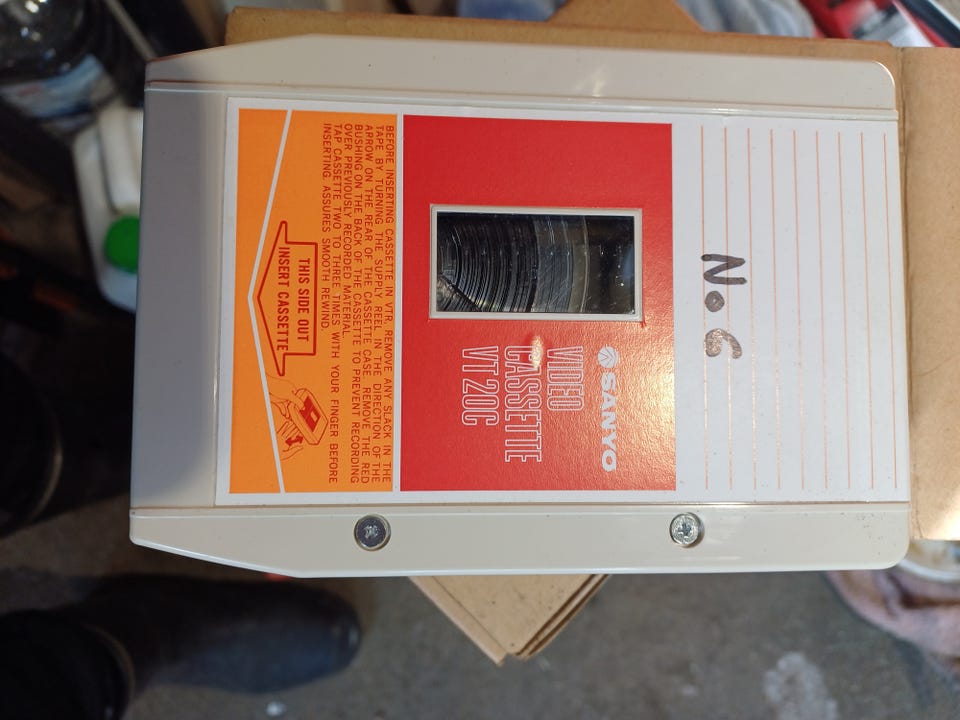 No 6
SANYO
VIDEO
CASSETTE
VT 20C
BEFORE INSERTING CASSETTE IN VTR, REMOVE ANY SLACK IN THE
TAPE BY TURNING THE SUPPLY REEL IN THE DIRECTION OF THE
ARROW ON THE REAR OF THE CASSETTE CASE. REMOVE THE RED
BUSHING ON THE BACK OF THE CASSETTE TO PREVENT RECORDING
OVER PREVIOUSLY RECORDED MATERIAL.
TAP CASSETTE TWO TO THREE TIMES WITH YOUR FINGER BEFORE
INSERTING. ASSURES SMOOTH REWIND.
THIS SIDE OUT
INSERT CASSETTE